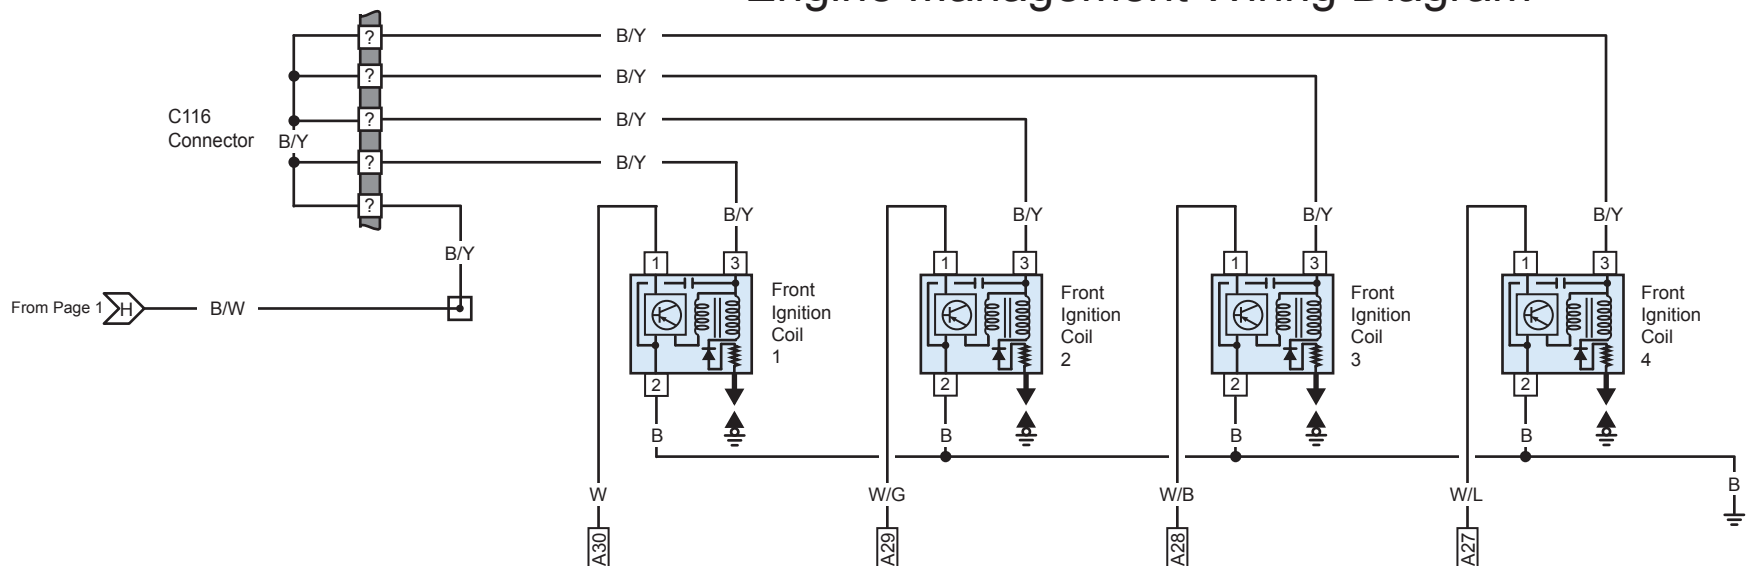 Engine Management Wiring Diagram
?
B/Y
?
B/Y
C116
Connector
B/Y
?
B/Y
?
B/Y
?
B/Y
B/Y
B/Y
B/Y
B/Y
From Page 1
H
B/W
1
3
Front
Ignition
Coil
1
2
B
1
3
Front
Ignition
Coil
2
2
B
1
3
Front
Ignition
Coil
3
2
B
1
3
Front
Ignition
Coil
4
2
B
W
W/G
W/B
W/L
B
A30
A29
A28
A27